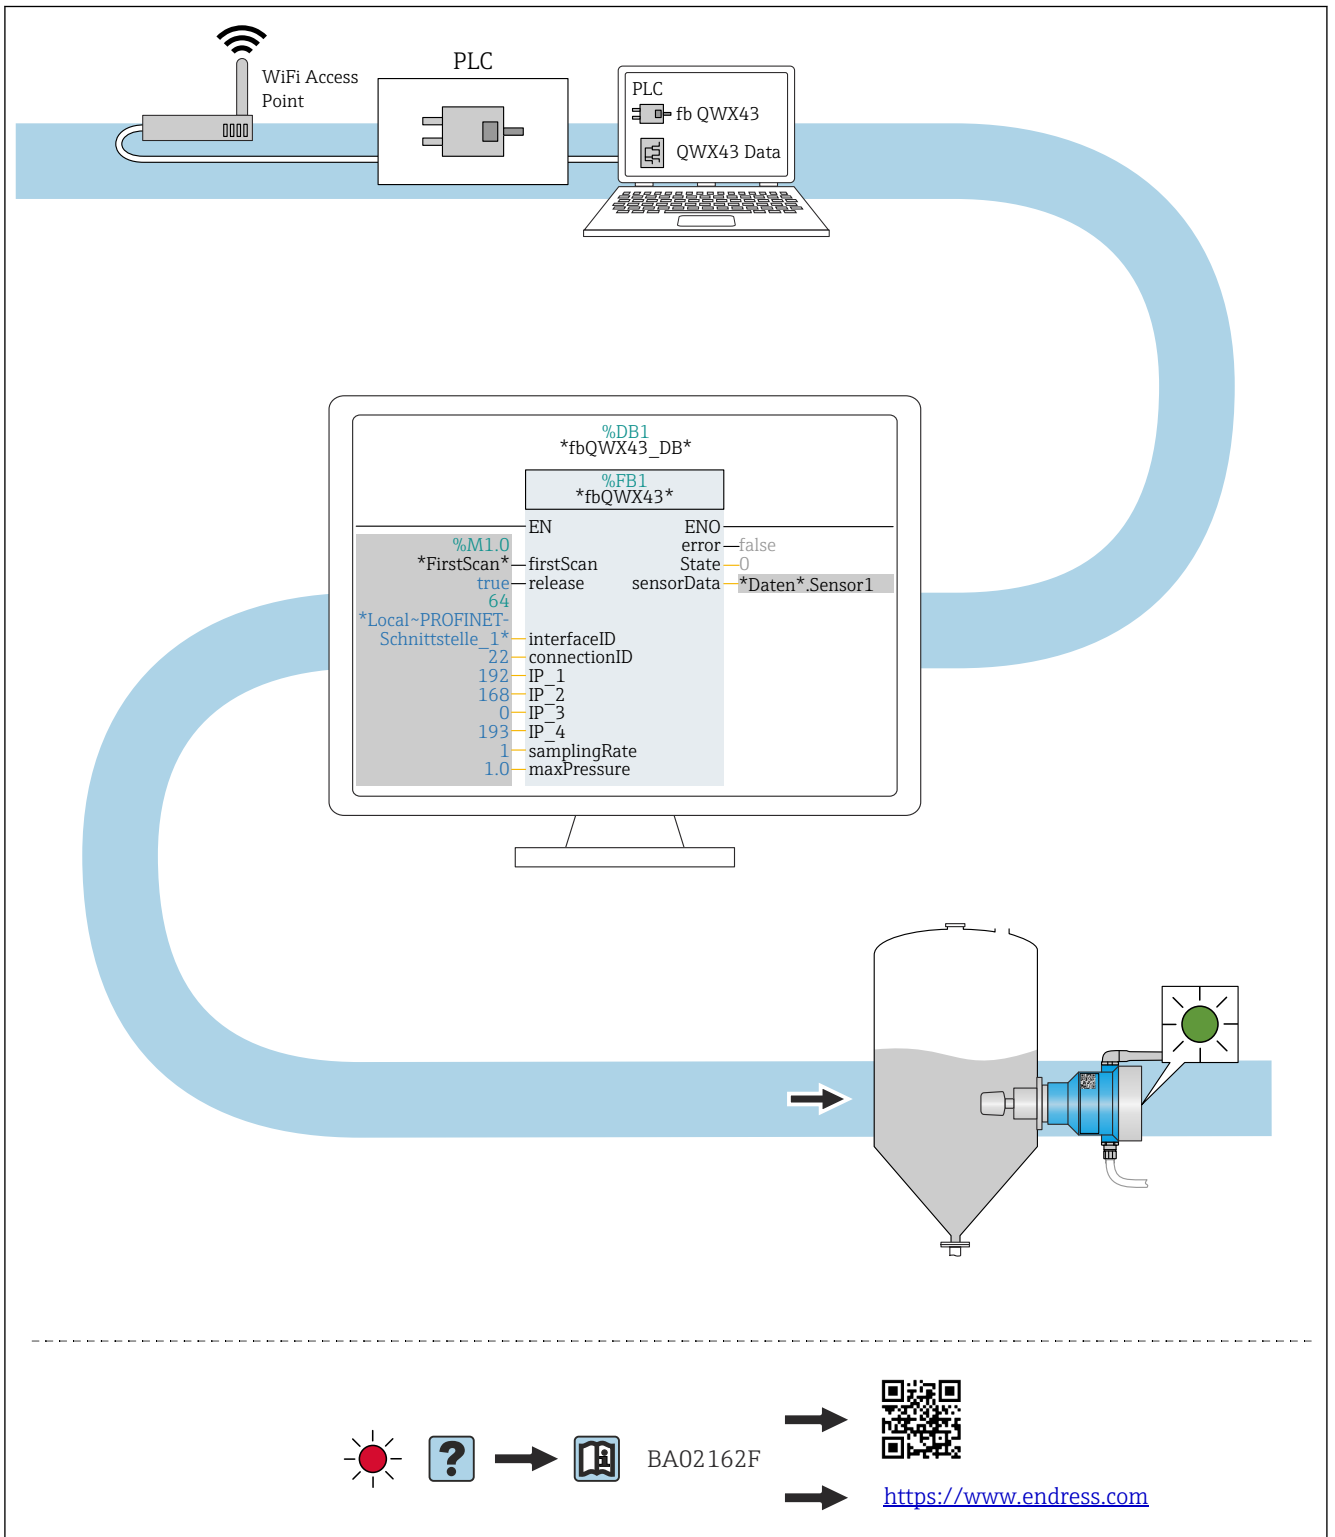 WiFi Access
Point
PLC
PLC
fb QWX43
QWX43 Data
%DB1
*fbQWX43_DB*
%FB1
*fbQWX43*
EN ENO
%M1.0 error false
*FirstScan* firstScan State 0
true release sensorData *Daten*.Sensor1
64
*Local~PROFINET-
Schnittstelle_1* interfaceID
22 connectionID
192 IP_1
168 IP_2
0 IP_3
193 IP_4
1 samplingRate
1.0 maxPressure
? i BA02162F
https://www.endress.com